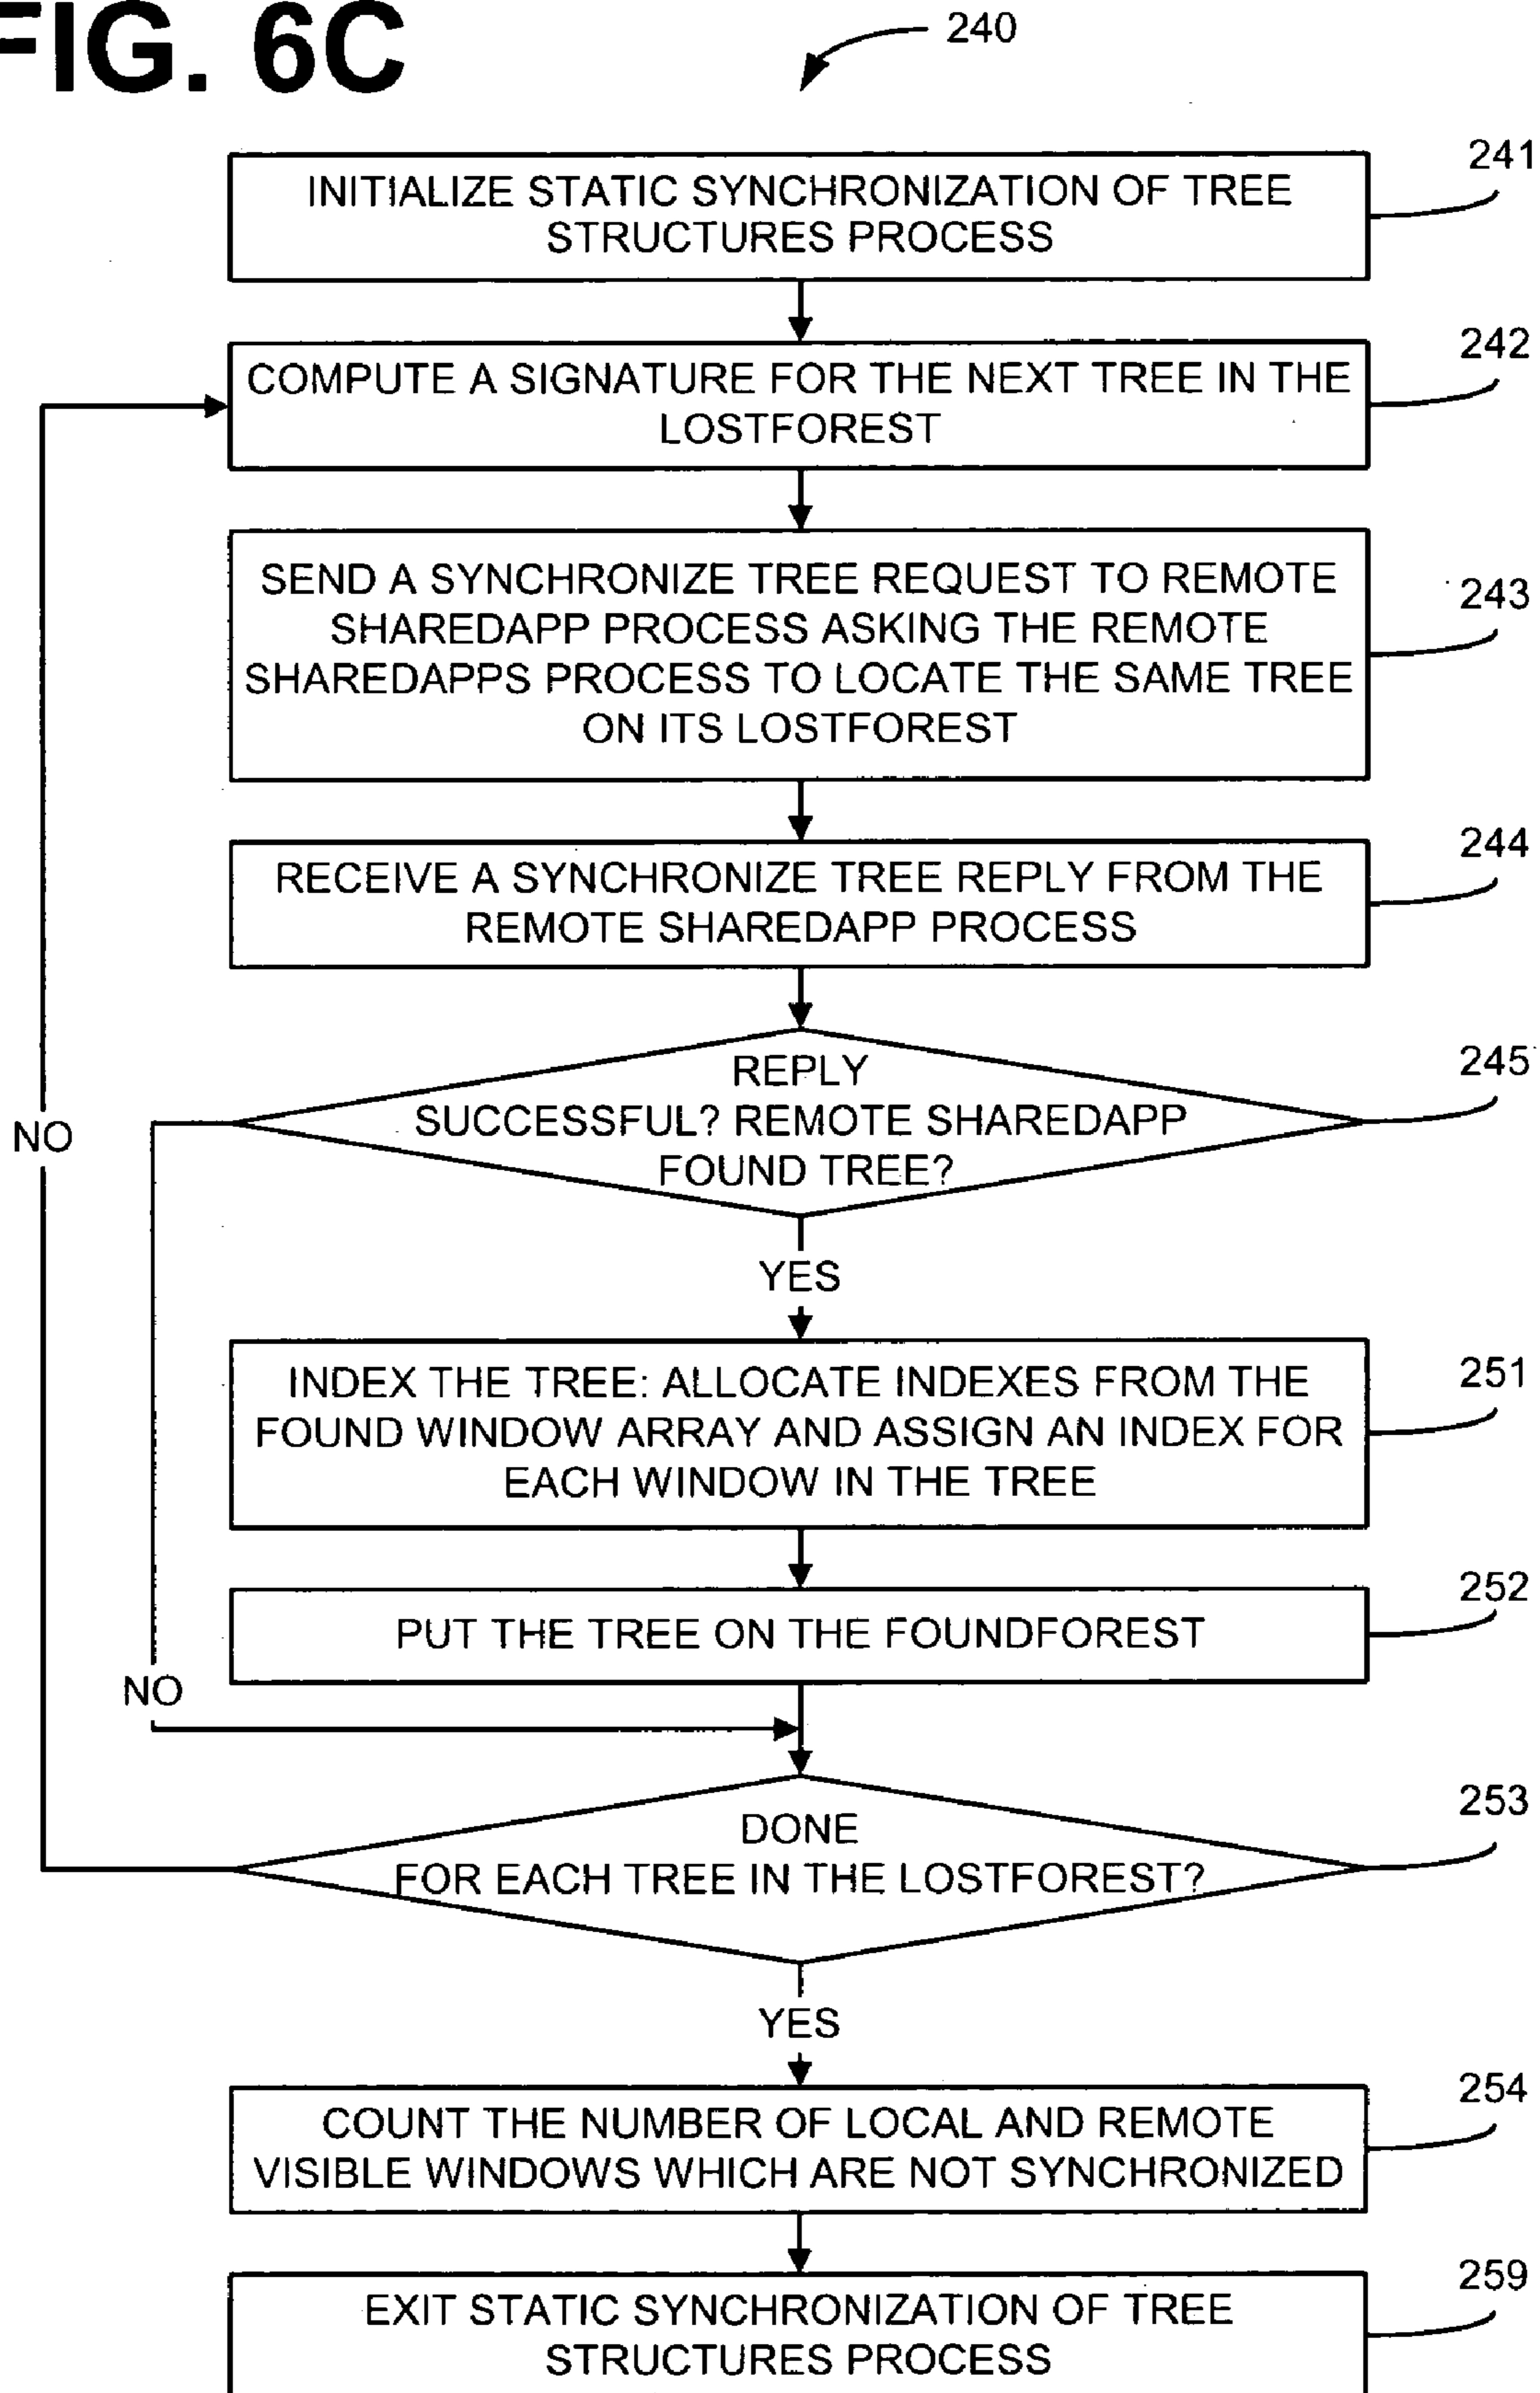 FIG. 6C
240
241
INITIALIZE STATIC SYNCHRONIZATION OF TREE
STRUCTURES PROCESS
242
COMPUTE A SIGNATURE FOR THE NEXT TREE IN THE
LOSTFOREST
243
SEND A SYNCHRONIZE TREE REQUEST TO REMOTE
SHAREDAPP PROCESS ASKING THE REMOTE
SHAREDAPPS PROCESS TO LOCATE THE SAME TREE
ON ITS LOSTFOREST
244
RECEIVE A SYNCHRONIZE TREE REPLY FROM THE
REMOTE SHAREDAPP PROCESS
245
REPLY
SUCCESSFUL? REMOTE SHAREDAPP
FOUND TREE?
NO
YES
251
INDEX THE TREE: ALLOCATE INDEXES FROM THE
FOUND WINDOW ARRAY AND ASSIGN AN INDEX FOR
EACH WINDOW IN THE TREE
252
PUT THE TREE ON THE FOUNDFOREST
NO
253
DONE
FOR EACH TREE IN THE LOSTFOREST?
YES
254
COUNT THE NUMBER OF LOCAL AND REMOTE
VISIBLE WINDOWS WHICH ARE NOT SYNCHRONIZED
259
EXIT STATIC SYNCHRONIZATION OF TREE
STRUCTURES PROCESS